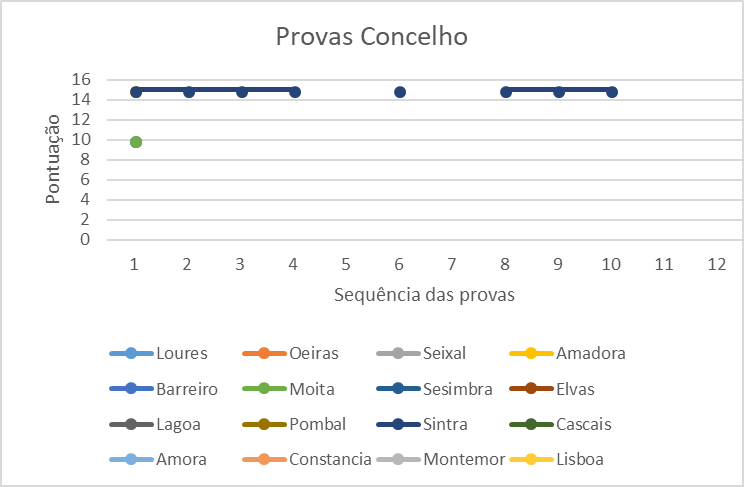 Provas Concelho
16
14
12
10
8
6
4
2
0
Pontuação
1 2 3 4 5 6 7 8 9 10 11 12
Sequência das provas
Loures Oeiras Seixal Amadora
Barreiro Moita Sesimbra Elvas
Lagoa Pombal Sintra Cascais
Amora Constancia Montemor Lisboa